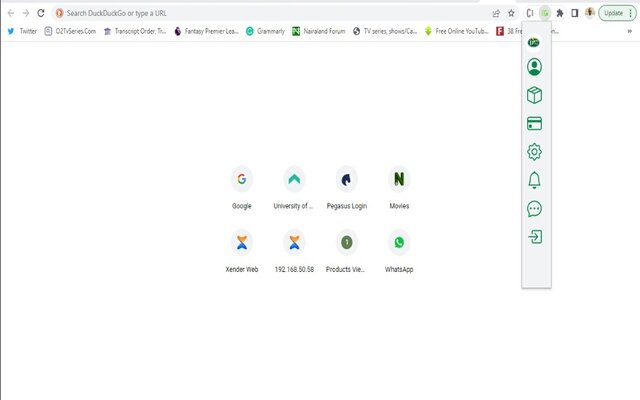 Search DuckDuckGo or type a URL
Update
Twitter
O2TvSeries.Com
Transcript Order, Tr...
Fantasy Premier Lea...
Grammarly
Nairaland Forum
TV series, shows/Ca...
Free Online YouTub...
38 Fre
»
Google
University of ...
Pegasus Login
Movies
Xender Web
192.168.50.58
Products Vie...
WhatsApp